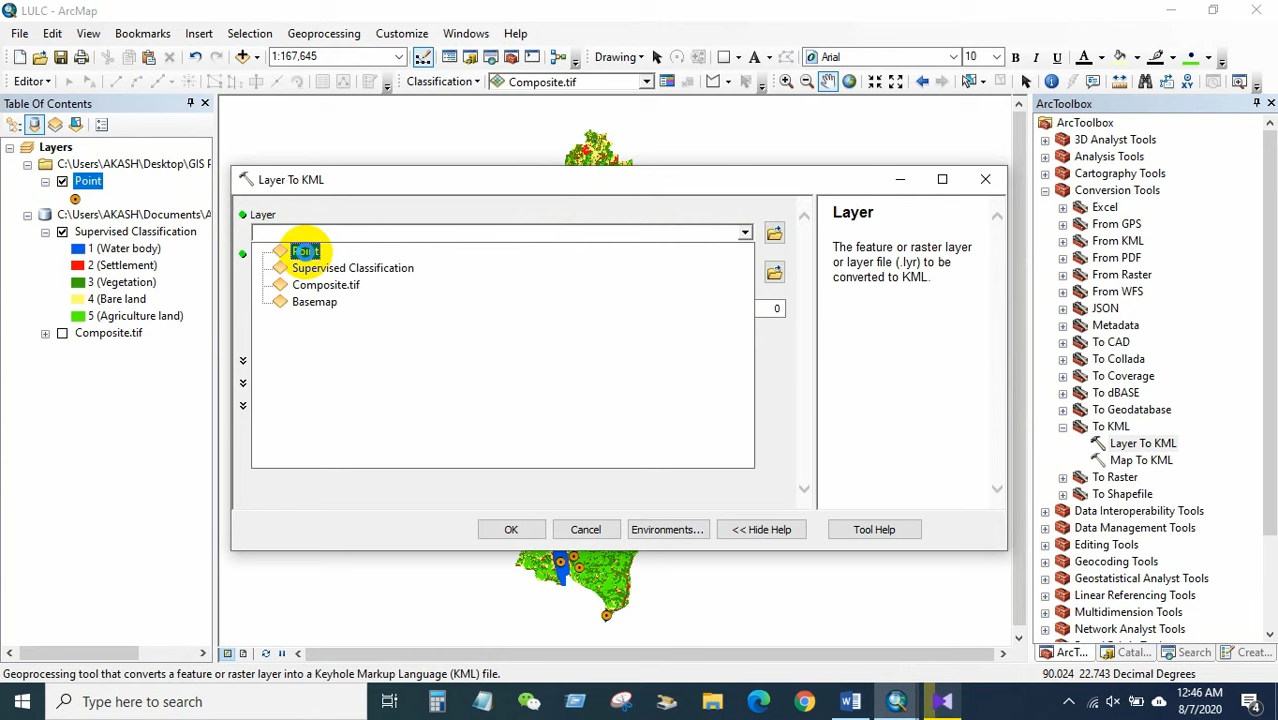 LULC - ArcMap
File Edit View Bookmarks Insert Selection Geoprocessing Customize Windows Help
1:167,645 Drawing Arial 10 B I U A
Editor Classification Composite.tif
Table Of Contents
Layers
C:\Users\AKASH\Desktop\GIS F
Point
C:\Users\AKASH\Documents\A
Supervised Classification
1 (Water body)
2 (Settlement)
3 (Vegetation)
4 (Bare land
5 (Agriculture land)
Composite.tif
Layer To KML
Layer
Point
Supervised Classification
Composite.tif
Basemap
0
OK Cancel Environments... << Hide Help Tool Help
Layer
The feature or raster layer
or layer file (.lyr) to be
converted to KML.
ArcToolbox
ArcToolbox
3D Analyst Tools
Analysis Tools
Cartography Tools
Conversion Tools
Excel
From GPS
From KML
From PDF
From Raster
From WFS
JSON
Metadata
To CAD
To Collada
To Coverage
To dBASE
To Geodatabase
To KML
Layer To KML
Map To KML
To Raster
To Shapefile
Data Interoperability Tools
Data Management Tools
Editing Tools
Geocoding Tools
Geostatistical Analyst Tools
Linear Referencing Tools
Multidimension Tools
Network Analyst Tools
ArcT... Catal... Search Creat...
Geoprocessing tool that converts a feature or raster layer into a Keyhole Markup Language (KML) file. 90.024 22.743 Decimal Degrees
Type here to search
12:46 AM
8/7/2020
4